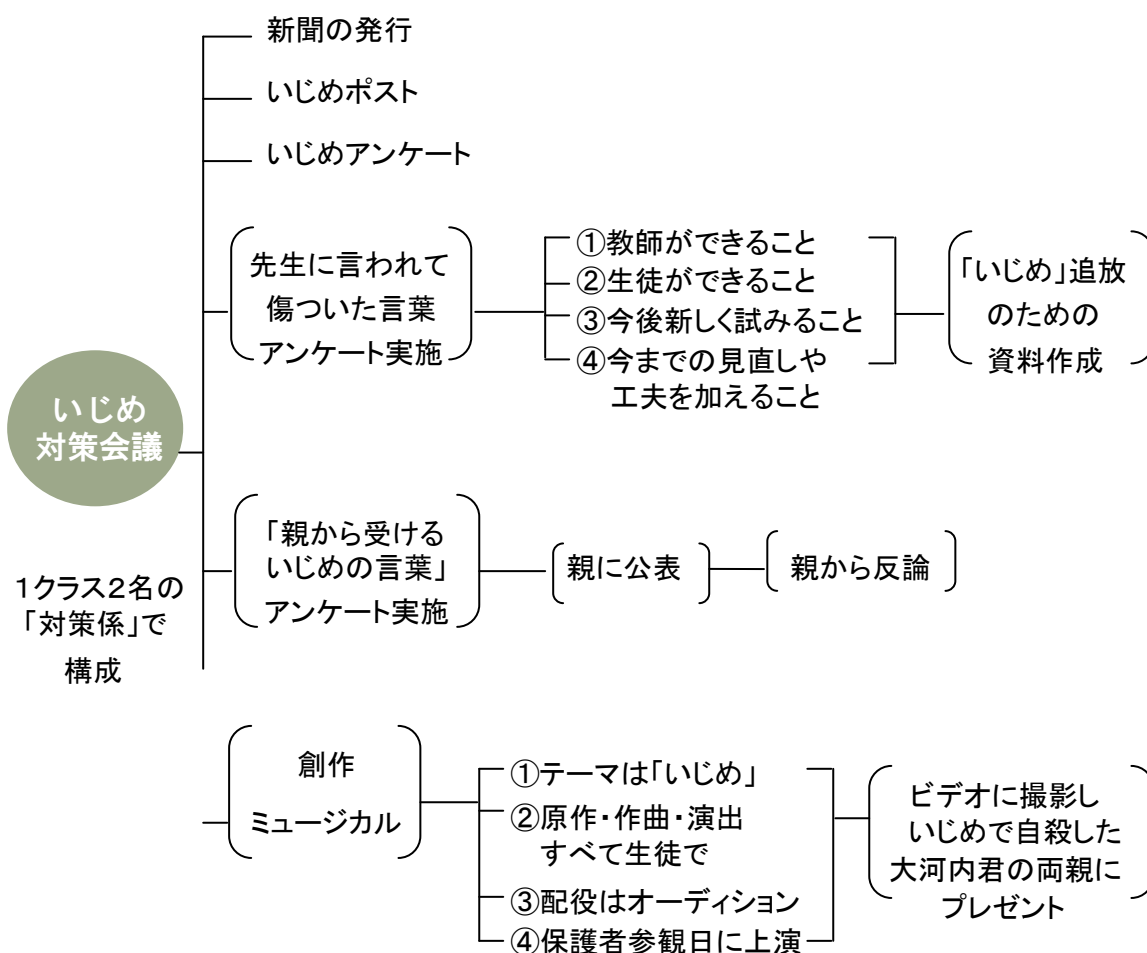 新聞の発行
いじめポスト
いじめアンケート
先生に言われて
傷ついた言葉
アンケート実施
①教師ができること
②生徒ができること
③今後新しく試みること
④今までの見直しや
工夫を加えること
「いじめ」追放
のための
資料作成
いじめ
対策会議
1クラス2名の
「対策係」で
構成
「親から受ける
いじめの言葉」
アンケート実施
親に公表
親から反論
創作
ミュージカル
①テーマは「いじめ」
②原作・作曲・演出
すべて生徒で
③配役はオーディション
④保護者参観日に上演
ビデオに撮影し
いじめで自殺した
大河内君の両親に
プレゼント